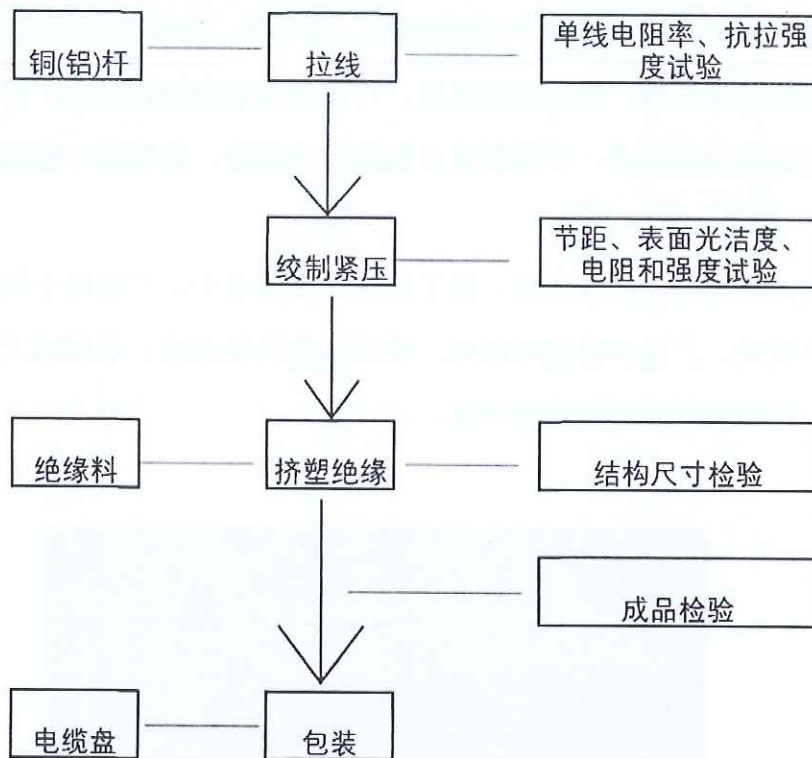 铜(铝)杆
拉线
单线电阻率、抗拉强
度试验
绞制紧压
节距、表面光洁度、
电阻和强度试验
绝缘料
挤塑绝缘
结构尺寸检验
成品检验
电缆盘
包装